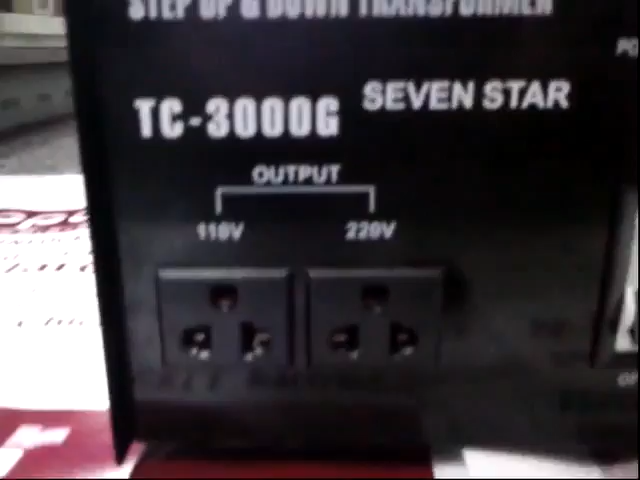 STEP UP & DOWN TRANSFORMER
TC-3000G SEVEN STAR
OUTPUT
110V 220V